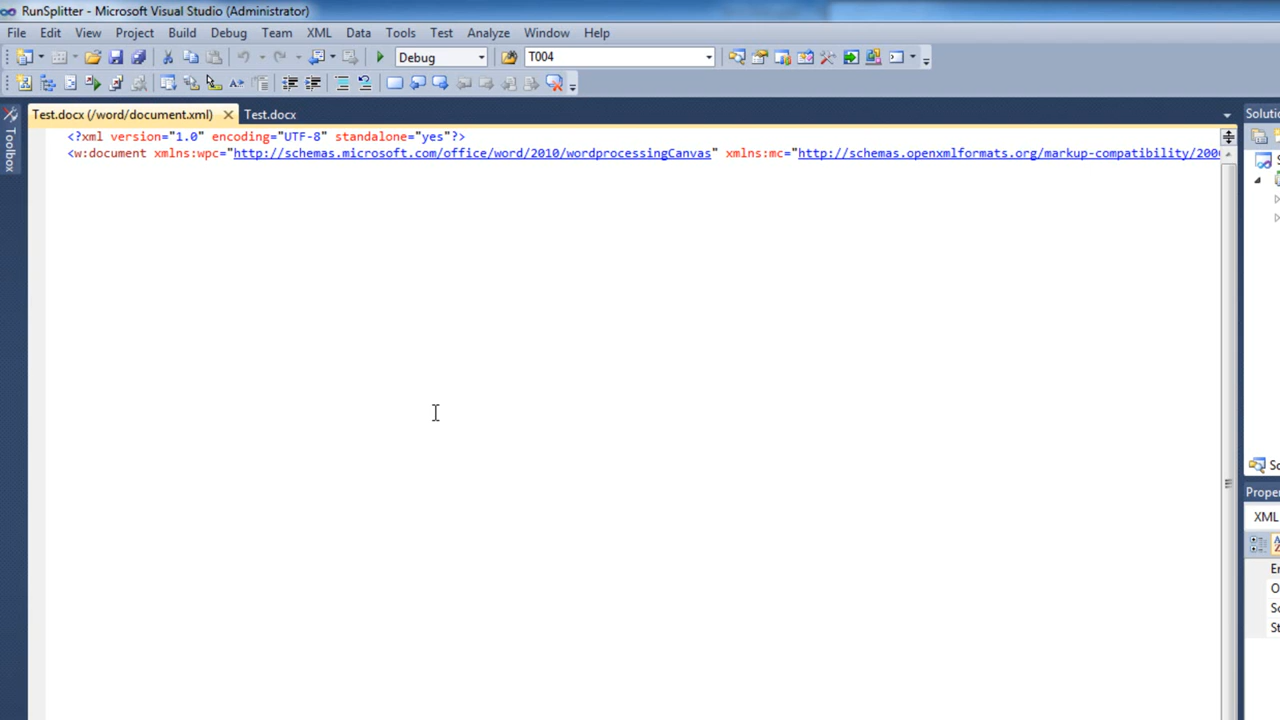 RunSplitter - Microsoft Visual Studio (Administrator)
File Edit View Project Build Debug Team XML Data Tools Test Analyze Window Help
Debug T004
Toolbox
Test.docx (/word/document.xml) Test.docx
<?xml version="1.0" encoding="UTF-8" standalone="yes"?>
<w:document xmlns:wpc="http://schemas.microsoft.com/office/word/2010/wordprocessingCanvas" xmlns:mc="http://schemas.openxmlformats.org/markup-compatibility/200
Solutio
Proper
XML